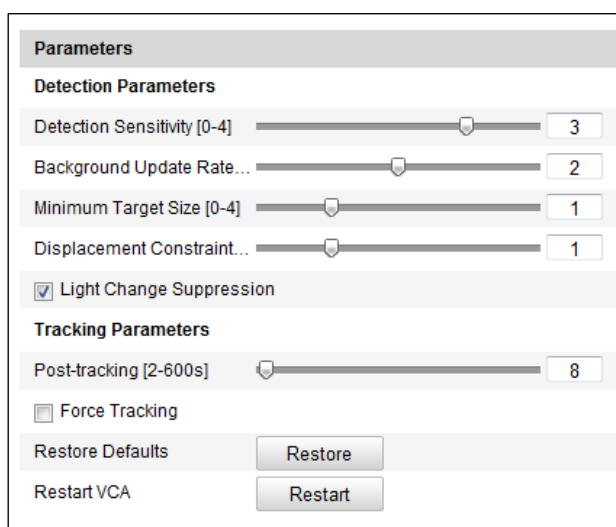 Parameters
Detection Parameters
Detection Sensitivity [0-4] 3
Background Update Rate... 2
Minimum Target Size [0-4] 1
Displacement Constraint... 1
Light Change Suppression
Tracking Parameters
Post-tracking [2-600s] 8
Force Tracking
Restore Defaults Restore
Restart VCA Restart